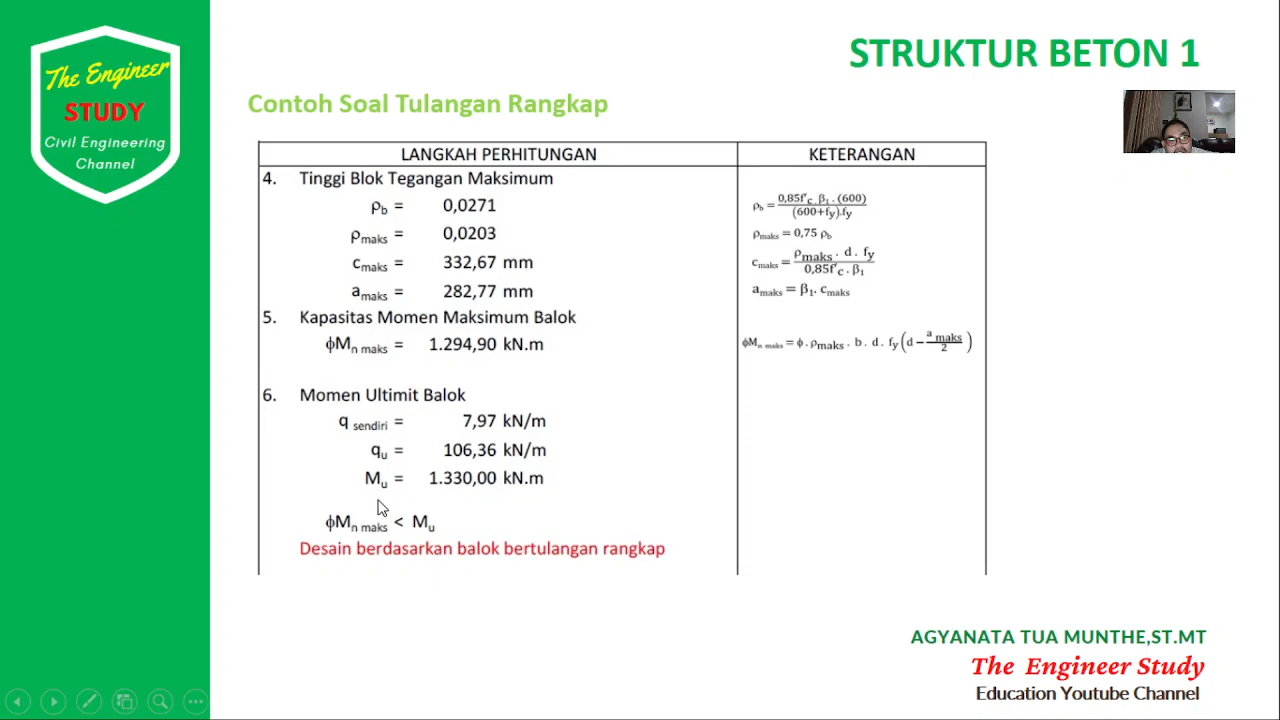 The Engineer
STUDY
Civil Engineering
Channel
STRUKTUR BETON 1
Contoh Soal Tulangan Rangkap
LANGKAH PERHITUNGAN KETERANGAN
4. Tinggi Blok Tegangan Maksimum
ρb = 0,0271 ρb = 0,85f'c . β1 . (600) / (600+fy).fy
ρmaks = 0,0203 ρmaks = 0,75 ρb
cmaks = 332,67 mm cmaks = ρmaks . d . fy / 0,85f'c . β1
amaks = 282,77 mm amaks = β1. cmaks
5. Kapasitas Momen Maksimum Balok
ϕMn maks = 1.294,90 kN.m ϕMn maks = ϕ . ρmaks . b . d . fy (d − a maks / 2)
6. Momen Ultimit Balok
q sendiri = 7,97 kN/m
qu = 106,36 kN/m
Mu = 1.330,00 kN.m
ϕMn maks < Mu
Desain berdasarkan balok bertulangan rangkap
AGYANATA TUA MUNTHE,ST.MT
The Engineer Study
Education Youtube Channel